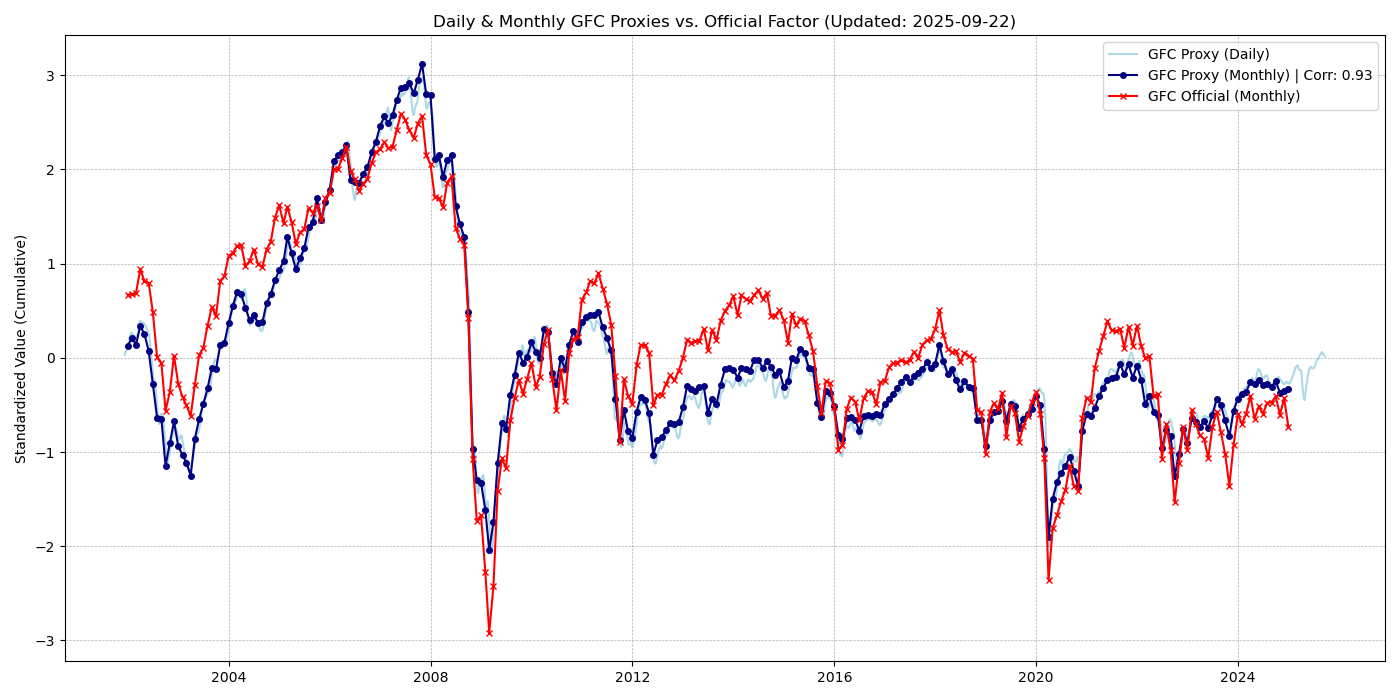 Daily & Monthly GFC Proxies vs. Official Factor (Updated: 2025-09-22)
GFC Proxy (Daily)
GFC Proxy (Monthly) | Corr: 0.93
GFC Official (Monthly)
Standardized Value (Cumulative)
3
2
1
0
−1
−2
−3
2004
2008
2012
2016
2020
2024